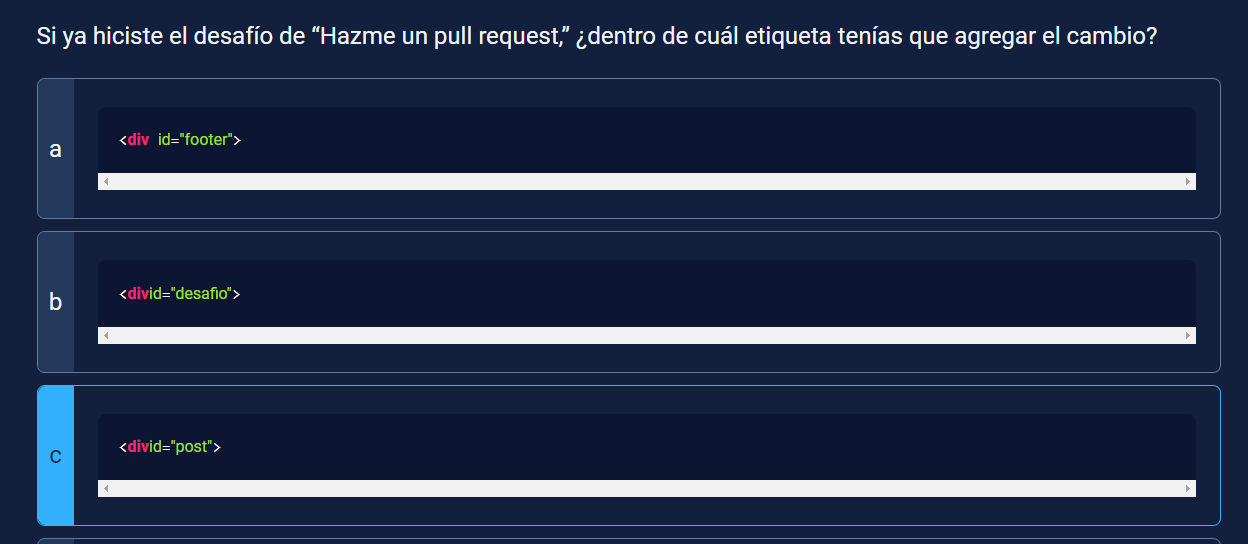 Si ya hiciste el desafío de “Hazme un pull request,” ¿dentro de cuál etiqueta tenías que agregar el cambio?
a
<div id="footer">
b
<divid="desafio">
c
<divid="post">